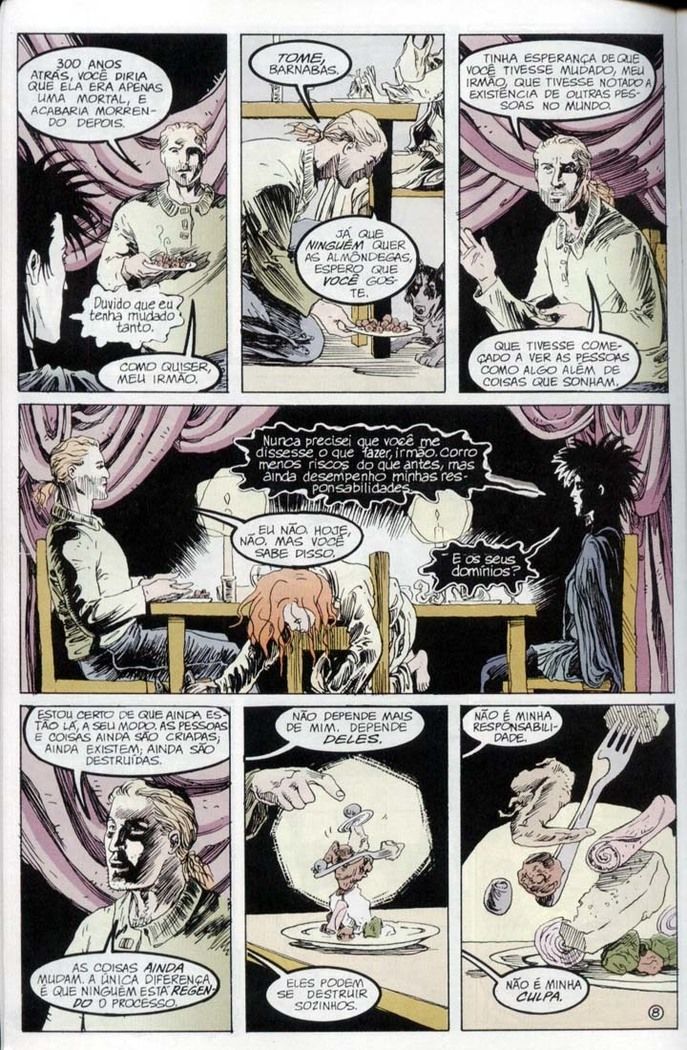 300 ANOS
ATRÁS, VOCÊ DIRIA
QUE ELA ERA APENAS
UMA MORTAL, E
ACABARIA MORREN-
DO DEPOIS.
Duvido que eu
tenha mudado
tanto.
COMO QUISER,
MEU IRMÃO.
TOME,
BARNABAS.
JÁ QUE
NINGUÉM QUER
AS ALMÔNDEGAS,
ESPERO QUE
VOCÊ GOS-
TE.
TINHA ESPERANÇA DE QUE
VOCÊ TIVESSE MUDADO, MEU
IRMÃO, QUE TIVESSE NOTADO A
EXISTÊNCIA DE OUTRAS PES-
SOAS NO MUNDO.
QUE TIVESSE COME-
ÇADO A VER AS PESSOAS
COMO ALGO ALÉM DE
COISAS QUE SONHAM.
Nunca precisei que você me
dissesse o que fazer, irmão. Corro
menos riscos do que antes, mas
ainda desempenho minhas res-
ponsabilidades.
EU NÃO. HOJE,
NÃO, MAS VOCÊ
SABE DISSO.
E os seus
domínios?
ESTOU CERTO DE QUE AINDA ES-
TÃO LÁ, A SEU MODO. AS PESSOAS
E COISAS AINDA SÃO CRIADAS;
AINDA EXISTEM; AINDA SÃO
DESTRUÍDAS.
AS COISAS AINDA
MUDAM. A ÚNICA DIFERENÇA
É QUE NINGUÉM ESTÁ REGEN-
DO O PROCESSO.
NÃO DEPENDE MAIS
DE MIM. DEPENDE
DELES.
ELES PODEM
SE DESTRUIR
SOZINHOS.
NÃO É MINHA
RESPONSABILI-
DADE.
NÃO É MINHA
CULPA.
8